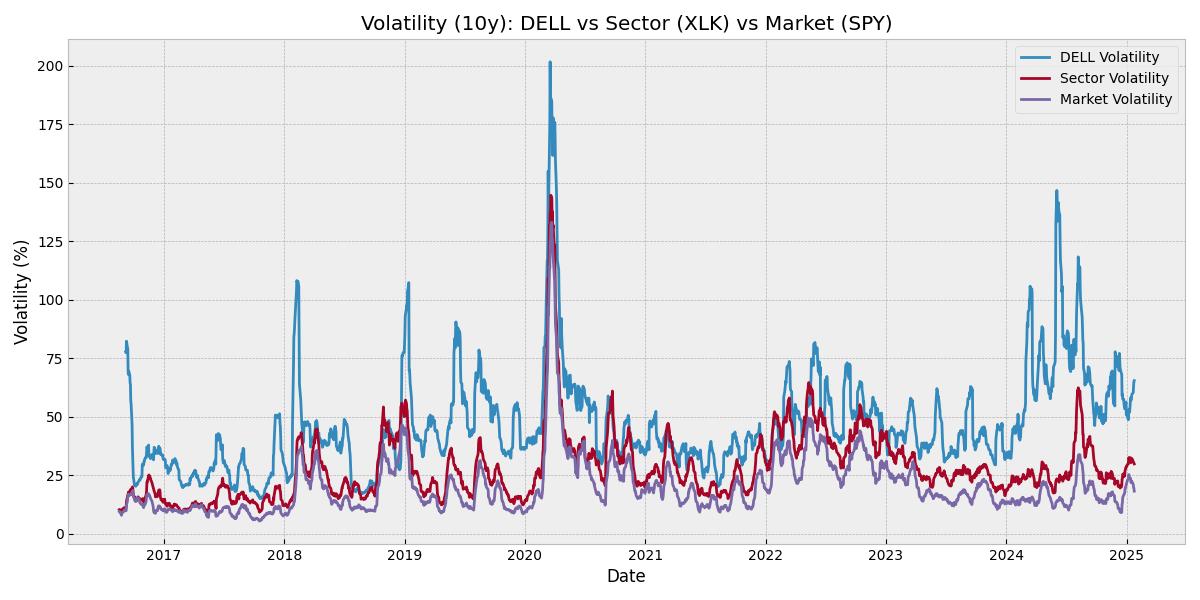 Volatility (10y): DELL vs Sector (XLK) vs Market (SPY)
DELL Volatility
Sector Volatility
Market Volatility
Volatility (%)
200
175
150
125
100
75
50
25
0
2017 2018 2019 2020 2021 2022 2023 2024 2025
Date